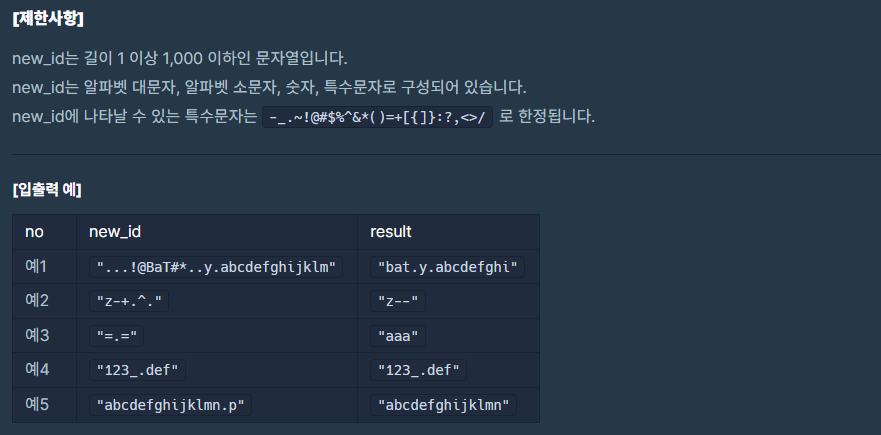 [제한사항]
new_id는 길이 1 이상 1,000 이하인 문자열입니다.
new_id는 알파벳 대문자, 알파벳 소문자, 숫자, 특수문자로 구성되어 있습니다.
new_id에 나타날 수 있는 특수문자는 -_.~!@#$%^&*()=+[{]}:?,<>/ 로 한정됩니다.
[입출력 예]
no new_id result
예1 "...!@BaT#*..y.abcdefghijklm" "bat.y.abcdefghi"
예2 "z-+.^." "z--"
예3 "=.=" "aaa"
예4 "123_.def" "123_.def"
예5 "abcdefghijklmn.p" "abcdefghijklmn"